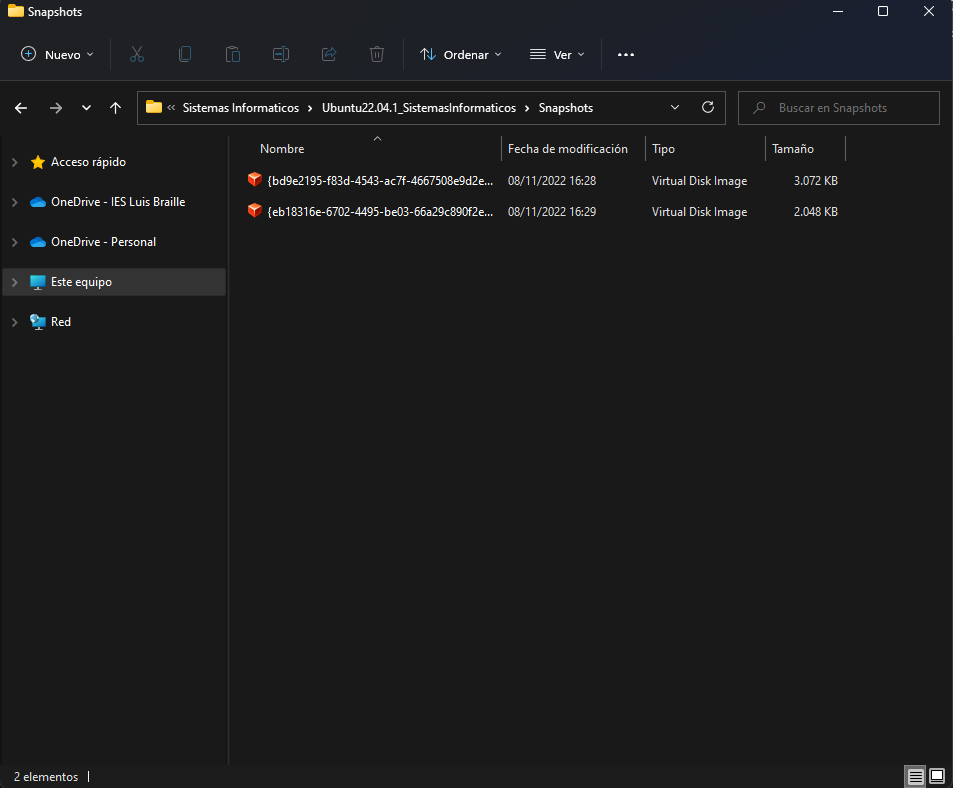 Snapshots
Nuevo Ordenar Ver
« Sistemas Informaticos › Ubuntu22.04.1_SistemasInformaticos › Snapshots
Buscar en Snapshots
Nombre Fecha de modificación Tipo Tamaño
{bd9e2195-f83d-4543-ac7f-4667508e9d2e... 08/11/2022 16:28 Virtual Disk Image 3.072 KB
{eb18316e-6702-4495-be03-66a29c890f2e... 08/11/2022 16:29 Virtual Disk Image 2.048 KB
Acceso rápido
OneDrive - IES Luis Braille
OneDrive - Personal
Este equipo
Red
2 elementos